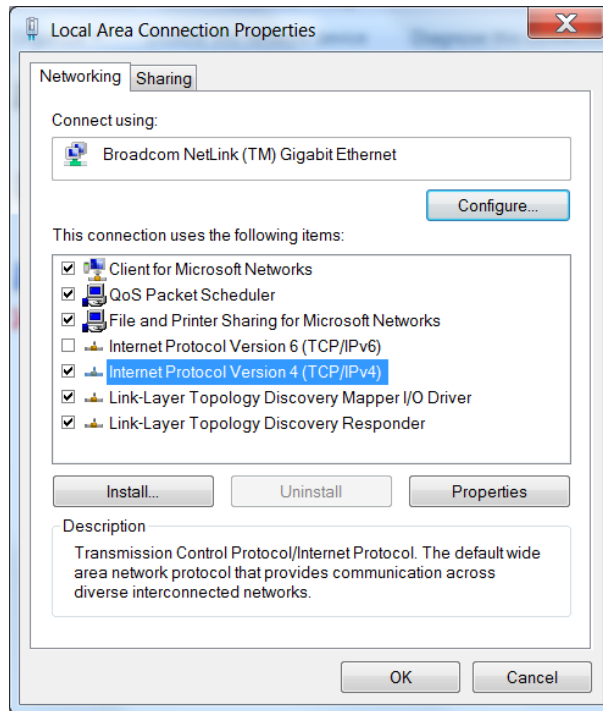 Local Area Connection Properties
Networking
Sharing
Connect using:
Broadcom NetLink (TM) Gigabit Ethernet
Configure...
This connection uses the following items:
Client for Microsoft Networks
QoS Packet Scheduler
File and Printer Sharing for Microsoft Networks
Internet Protocol Version 6 (TCP/IPv6)
Internet Protocol Version 4 (TCP/IPv4)
Link-Layer Topology Discovery Mapper I/O Driver
Link-Layer Topology Discovery Responder
Install...
Uninstall
Properties
Description
Transmission Control Protocol/Internet Protocol. The default wide
area network protocol that provides communication across
diverse interconnected networks.
OK
Cancel